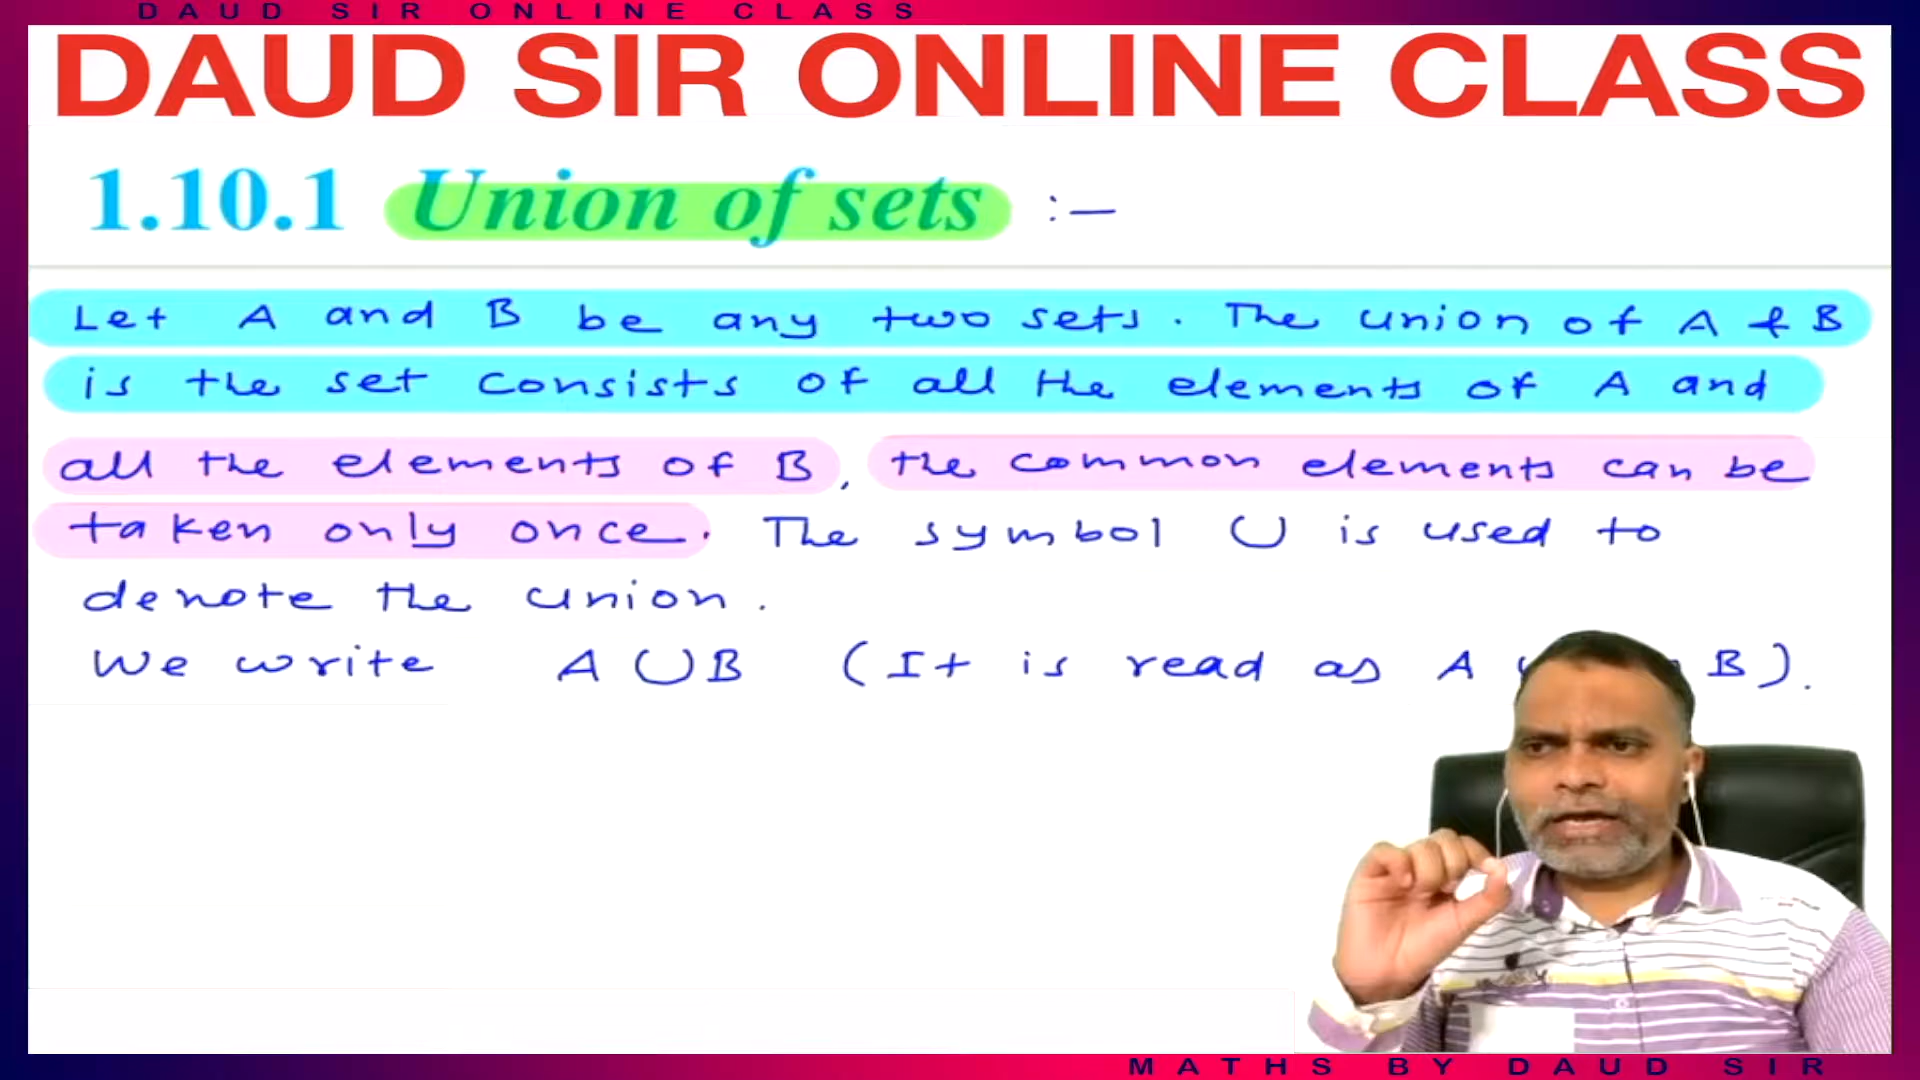 DAUD SIR ONLINE CLASS
DAUD SIR ONLINE CLASS
1.10.1 Union of sets :-
Let A and B be any two sets. The union of A & B
is the set consists of all the elements of A and
all the elements of B, the common elements can be
taken only once. The symbol ∪ is used to
denote the union.
We write A ∪ B (It is read as A B).
MATHS BY DAUD SIR